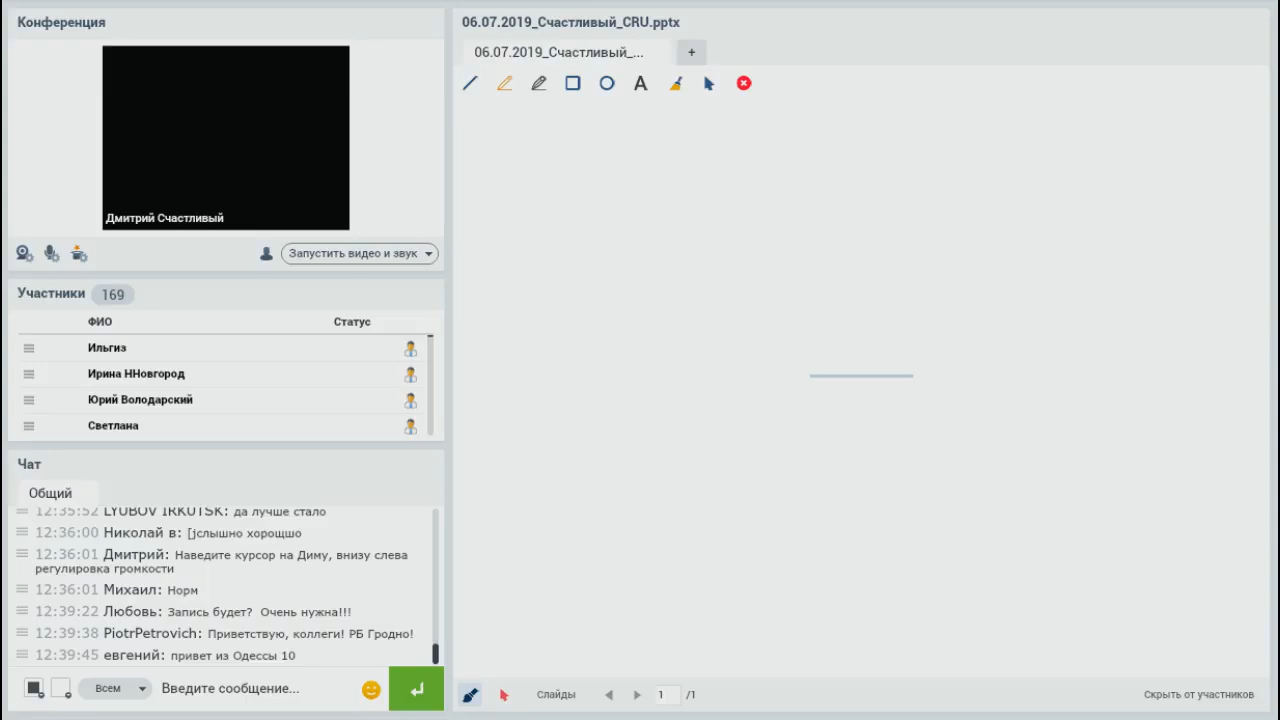 Конференция
Дмитрий Счастливый
Запустить видео и звук
Участники 169
ФИО Статус
Ильгиз
Ирина ННовгород
Юрий Володарский
Светлана
Чат
Общий
12:35:52 LYUBOV IRKUTSK: да лучше стало
12:36:00 Николай в: [jслышно хорощшо
12:36:01 Дмитрий: Наведите курсор на Диму, внизу слева
регулировка громкости
12:36:01 Михаил: Норм
12:39:22 Любовь: Запись будет? Очень нужна!!!
12:39:38 PiotrPetrovich: Приветствую, коллеги! РБ Гродно!
12:39:45 евгений: привет из Одессы 10
Всем Введите сообщение...
06.07.2019_Счастливый_CRU.pptx
06.07.2019_Счастливый_... +
A
Слайды 1 /1 Скрыть от участников